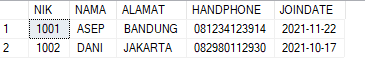 NIK NAMA ALAMAT HANDPHONE JOINDATE
1 1001 ASEP BANDUNG 081234123914 2021-11-22
2 1002 DANI JAKARTA 082980112930 2021-10-17